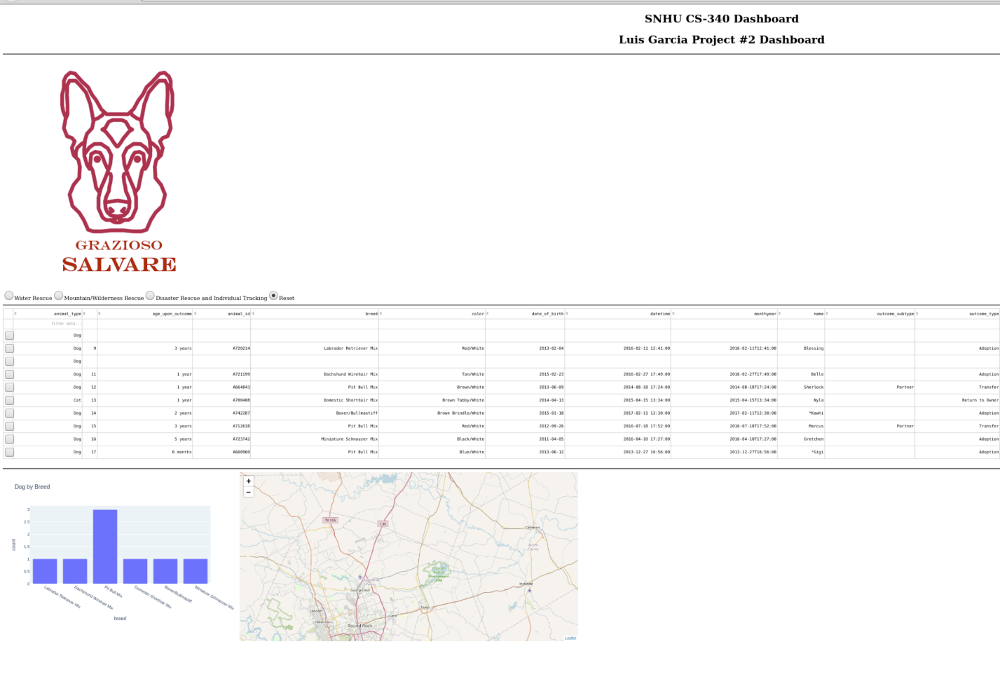 SNHU CS-340 Dashboard
Luis Garcia Project #2 Dashboard
GRAZIOSO
SALVARE
Water Rescue Mountain/Wilderness Rescue Disaster Rescue and Individual Tracking Reset
animal_type age_upon_outcome animal_id breed color date_of_birth datetime monthyear name outcome_subtype outcome_type
filter data...
Dog
Dog 9 3 years A720214 Labrador Retriever Mix Red/White 2013-02-04 2016-02-11 12:41:00 2016-02-11T12:41:00 Blessing Adoption
Dog
Dog 11 1 year A721199 Dachshund Wirehair Mix Tan/White 2015-02-23 2016-02-27 17:49:00 2016-02-27T17:49:00 Belle Adoption
Dog 12 1 year A664843 Pit Bull Mix Brown/White 2013-06-09 2014-08-18 17:24:00 2014-08-18T17:24:00 Sherlock Partner Transfer
Cat 13 1 year A700408 Domestic Shorthair Mix Brown Tabby/White 2014-04-13 2015-04-15 13:34:00 2015-04-15T13:34:00 Nyla Return to Owner
Dog 14 2 years A742287 Boxer/Bullmastiff Brown Brindle/White 2015-01-18 2017-02-11 12:30:00 2017-02-11T12:30:00 *Kawhi Adoption
Dog 15 3 years A712638 Pit Bull Mix Red/White 2012-09-26 2016-07-18 17:52:00 2016-07-18T17:52:00 Marcus Partner Transfer
Dog 16 5 years A723742 Miniature Schnauzer Mix Black/White 2011-04-05 2016-04-10 17:27:00 2016-04-10T17:27:00 Gretchen Adoption
Dog 17 6 months A668960 Pit Bull Mix Blue/White 2013-06-12 2013-12-27 16:56:00 2013-12-27T16:56:00 *Gigi Adoption
Dog by Breed
3
2.5
2
1.5
1
0.5
0
count
Labrador Retriever Mix
Dachshund Wirehair Mix
Pit Bull Mix
Domestic Shorthair Mix
Boxer/Bullmastiff
Miniature Schnauzer Mix
breed
+
−
TX 195
I 35
Cameron
Georgetown
Rockdale
Taylor
Leander
Hutto
Cedar Park
Round Rock
Leaflet